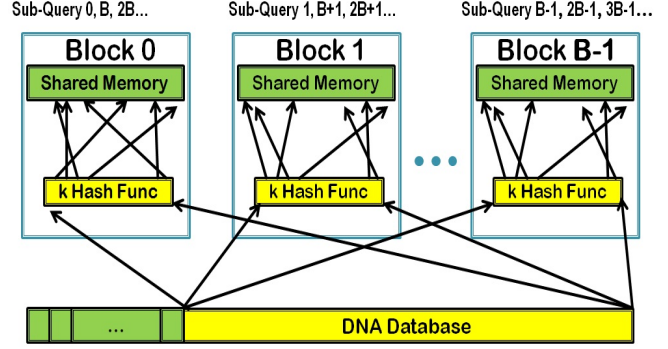 Sub-Query 0, B, 2B... Sub-Query 1, B+1, 2B+1... Sub-Query B-1, 2B-1, 3B-1...
Block 0 Block 1 Block B-1
Shared Memory Shared Memory Shared Memory
k Hash Func k Hash Func k Hash Func
... DNA Database